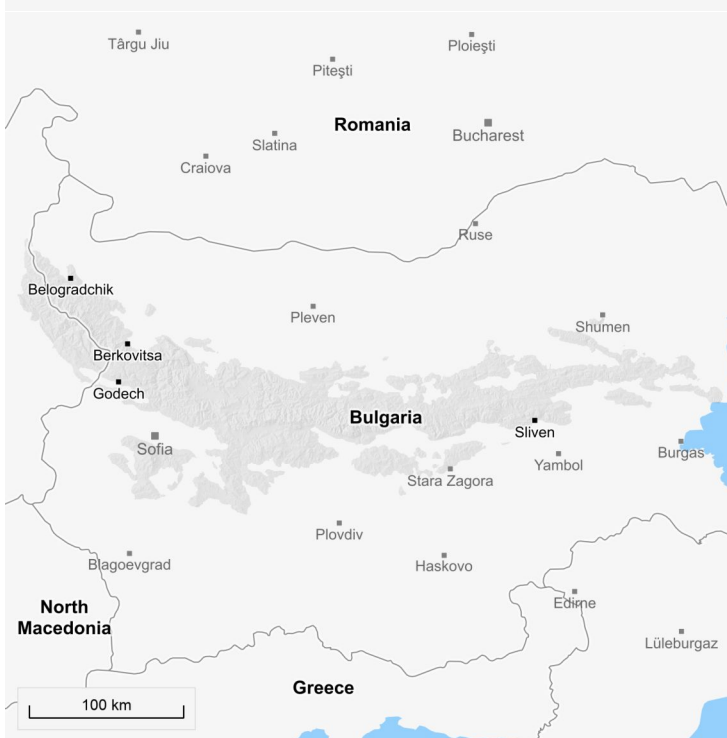 Târgu Jiu
Ploieşti
Piteşti
Romania
Bucharest
Slatina
Craiova
Ruse
Belogradchik
Pleven
Shumen
Berkovitsa
Godech
Bulgaria
Sliven
Sofia
Burgas
Yambol
Stara Zagora
Plovdiv
Blagoevgrad
Haskovo
North
Macedonia
Edirne
Lüleburgaz
Greece
100 km